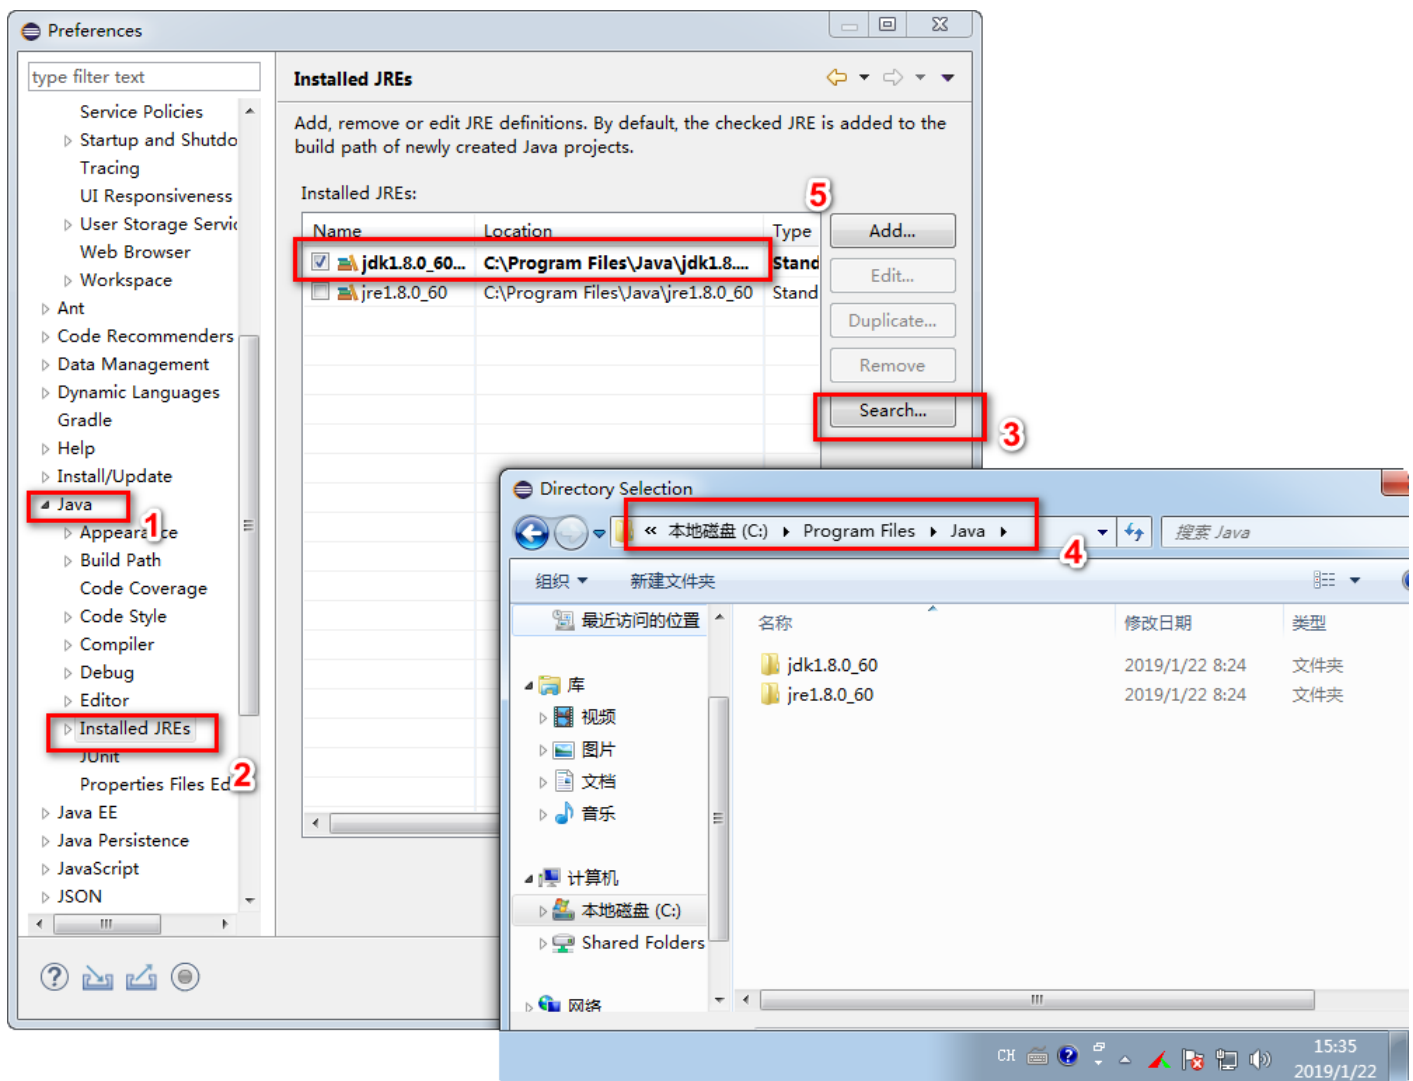 Preferences
type filter text
Service Policies
Startup and Shutdo
Tracing
UI Responsiveness
User Storage Servic
Web Browser
Workspace
Ant
Code Recommenders
Data Management
Dynamic Languages
Gradle
Help
Install/Update
Java
1
Appearance
Build Path
Code Coverage
Code Style
Compiler
Debug
Editor
Installed JREs
JUnit
2
Properties Files Ed
Java EE
Java Persistence
JavaScript
JSON
Installed JREs
Add, remove or edit JRE definitions. By default, the checked JRE is added to the
build path of newly created Java projects.
Installed JREs:
5
Name Location Type
jdk1.8.0_60... C:\Program Files\Java\jdk1.8.... Stand
jre1.8.0_60 C:\Program Files\Java\jre1.8.0_60 Stand
Add...
Edit...
Duplicate...
Remove
Search...
3
Directory Selection
« 本地磁盘 (C:) Program Files Java
搜索 Java
4
组织 新建文件夹
最近访问的位置
库
视频
图片
文档
音乐
计算机
本地磁盘 (C:)
Shared Folders
网络
名称 修改日期 类型
jdk1.8.0_60 2019/1/22 8:24 文件夹
jre1.8.0_60 2019/1/22 8:24 文件夹
CH
15:35
2019/1/22